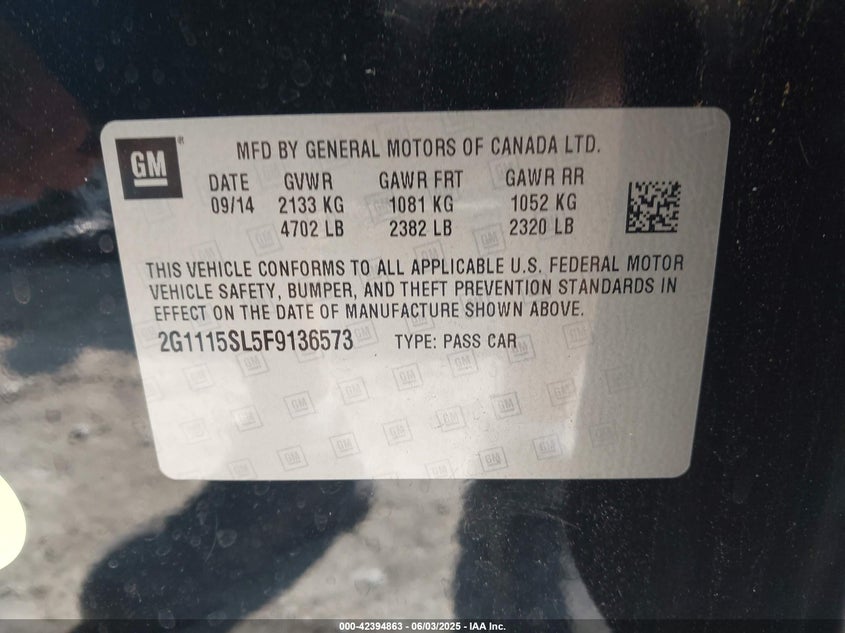 GM ®
MFD BY GENERAL MOTORS OF CANADA LTD.
DATE GVWR GAWR FRT GAWR RR
09/14 2133 KG 1081 KG 1052 KG
4702 LB 2382 LB 2320 LB
THIS VEHICLE CONFORMS TO ALL APPLICABLE U.S. FEDERAL MOTOR
VEHICLE SAFETY, BUMPER, AND THEFT PREVENTION STANDARDS IN
EFFECT ON THE DATE OF MANUFACTURE SHOWN ABOVE.
2G1115SL5F9136573 TYPE: PASS CAR
000-42394863 - 06/03/2025 - IAA Inc.